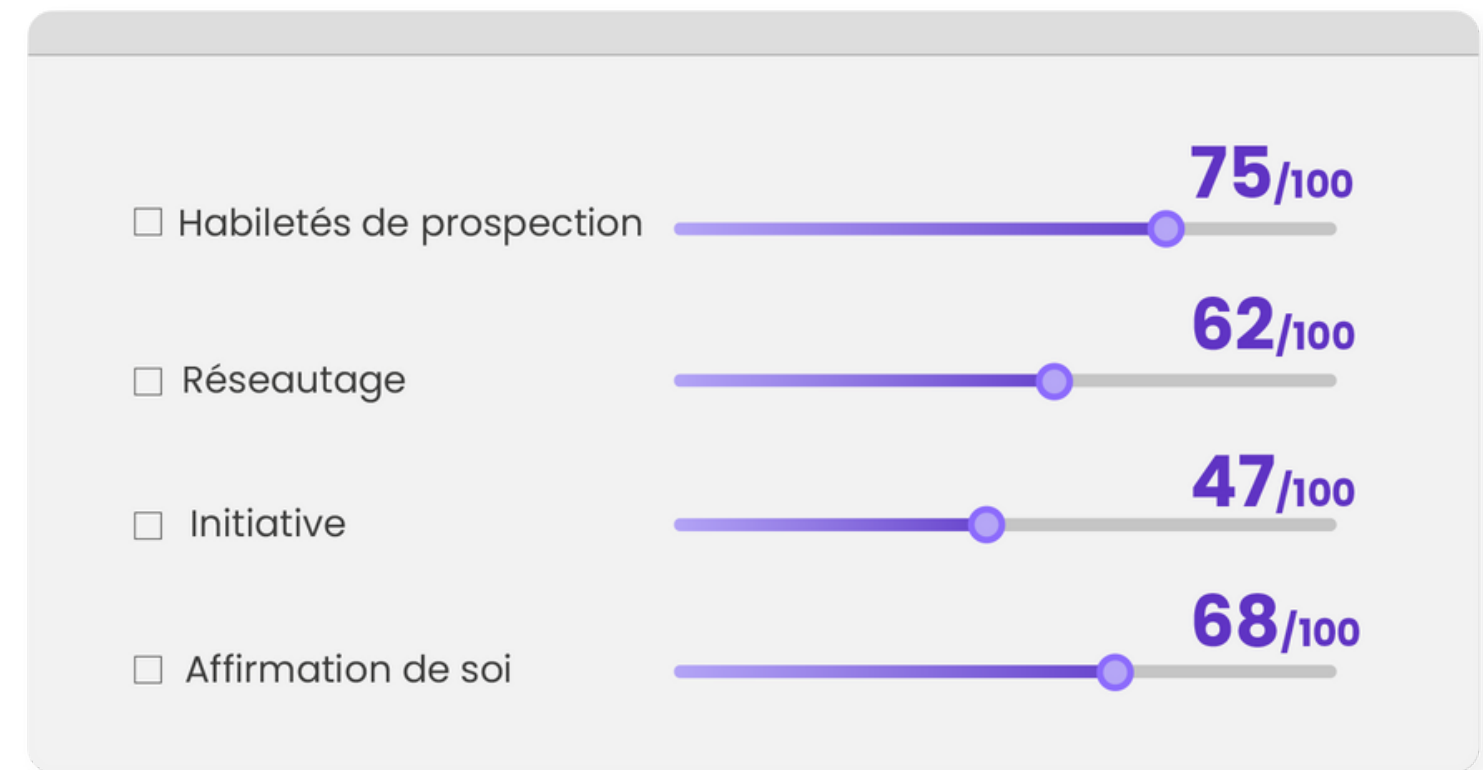 75/100
Habiletés de prospection
62/100
Réseautage
47/100
Initiative
68/100
Affirmation de soi